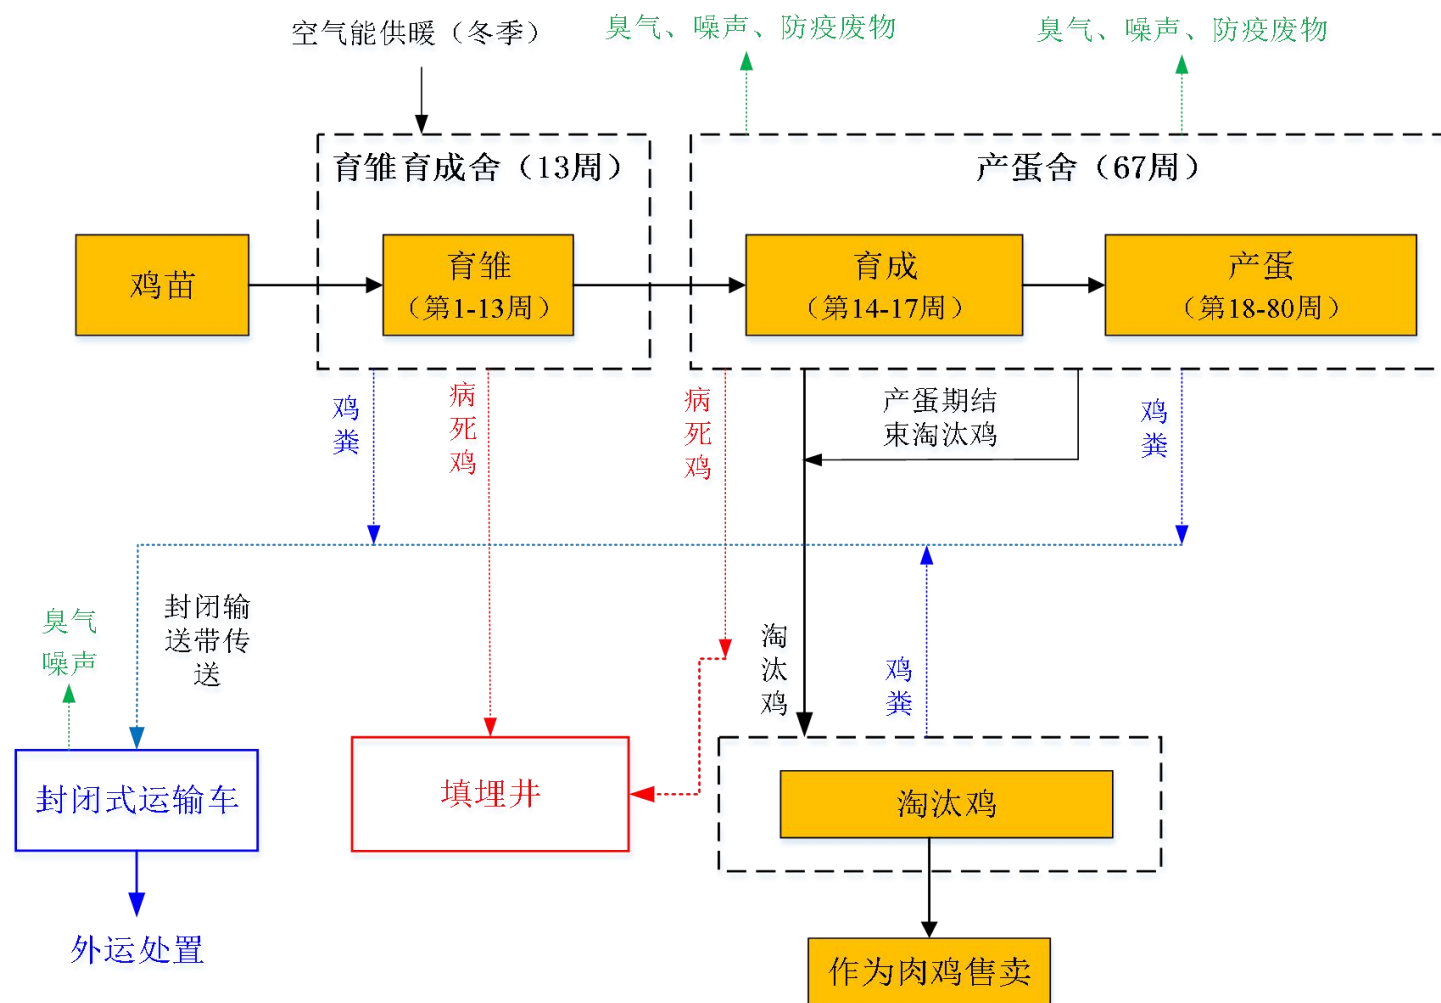 空气能供暖（冬季）
臭气、噪声、防疫废物
臭气、噪声、防疫废物
育雏育成舍（13周）
产蛋舍（67周）
鸡苗
育雏
（第1-13周）
育成
（第14-17周）
产蛋
（第18-80周）
鸡粪
病死鸡
病死鸡
产蛋期结
束淘汰鸡
鸡粪
臭气
噪声
封闭输
送带传
送
淘汰鸡
鸡粪
封闭式运输车
填埋井
淘汰鸡
外运处置
作为肉鸡售卖